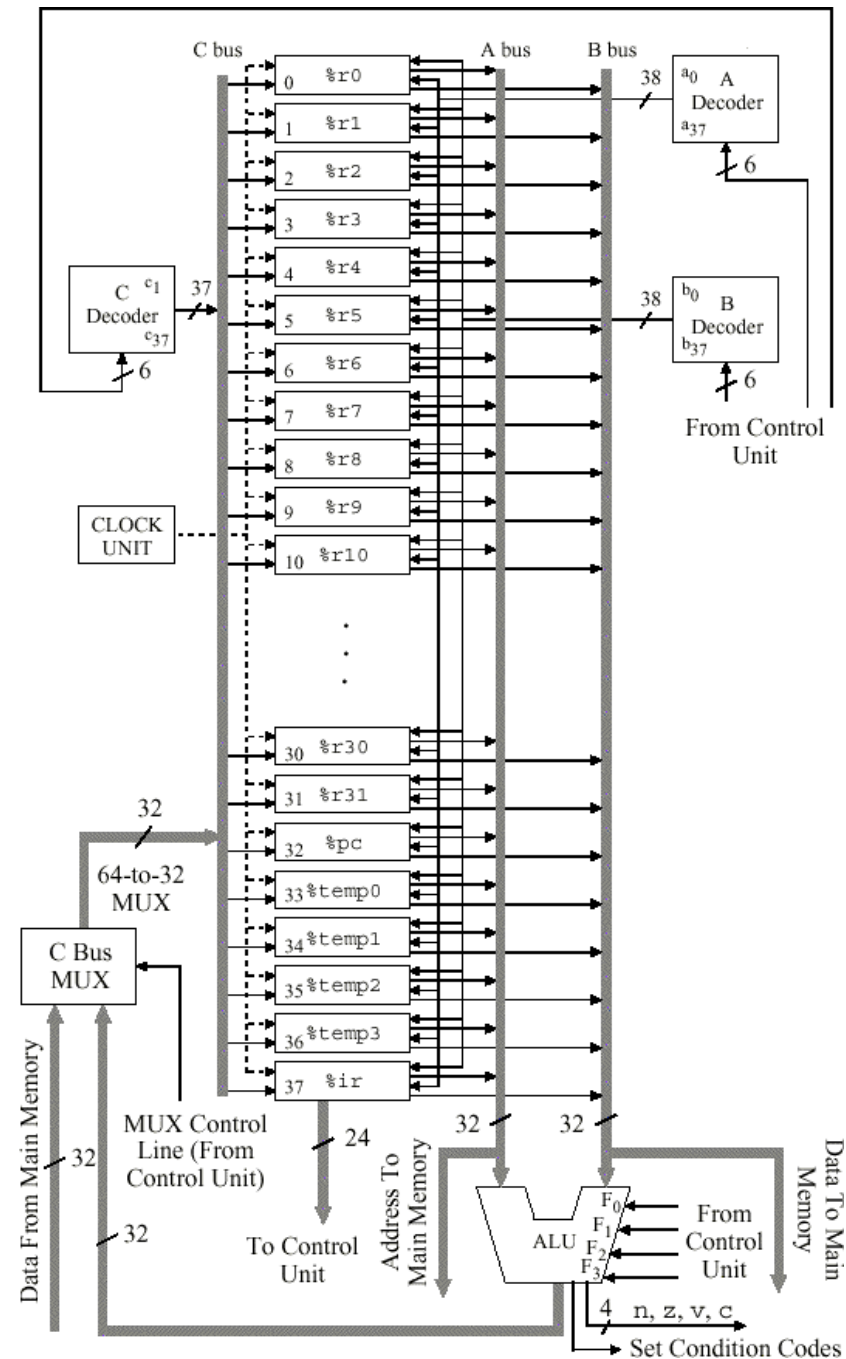 C bus
A bus
B bus
0 %r0
1 %r1
2 %r2
3 %r3
4 %r4
5 %r5
6 %r6
7 %r7
8 %r8
9 %r9
10 %r10
.
.
.
30 %r30
31 %r31
32 %pc
33 %temp0
34 %temp1
35 %temp2
36 %temp3
37 %ir
38
a0
A
Decoder
a37
6
38
b0
B
Decoder
b37
6
From Control
Unit
C
c1
Decoder
c37
37
6
CLOCK
UNIT
32
64-to-32
MUX
C Bus
MUX
Data From Main Memory
32
MUX Control
Line (From
Control Unit)
32
24
To Control
Unit
32
32
Address To
Main Memory
Data To Main
Memory
ALU
F0
F1
F2
F3
From
Control
Unit
4
n, z, v, c
Set Condition Codes